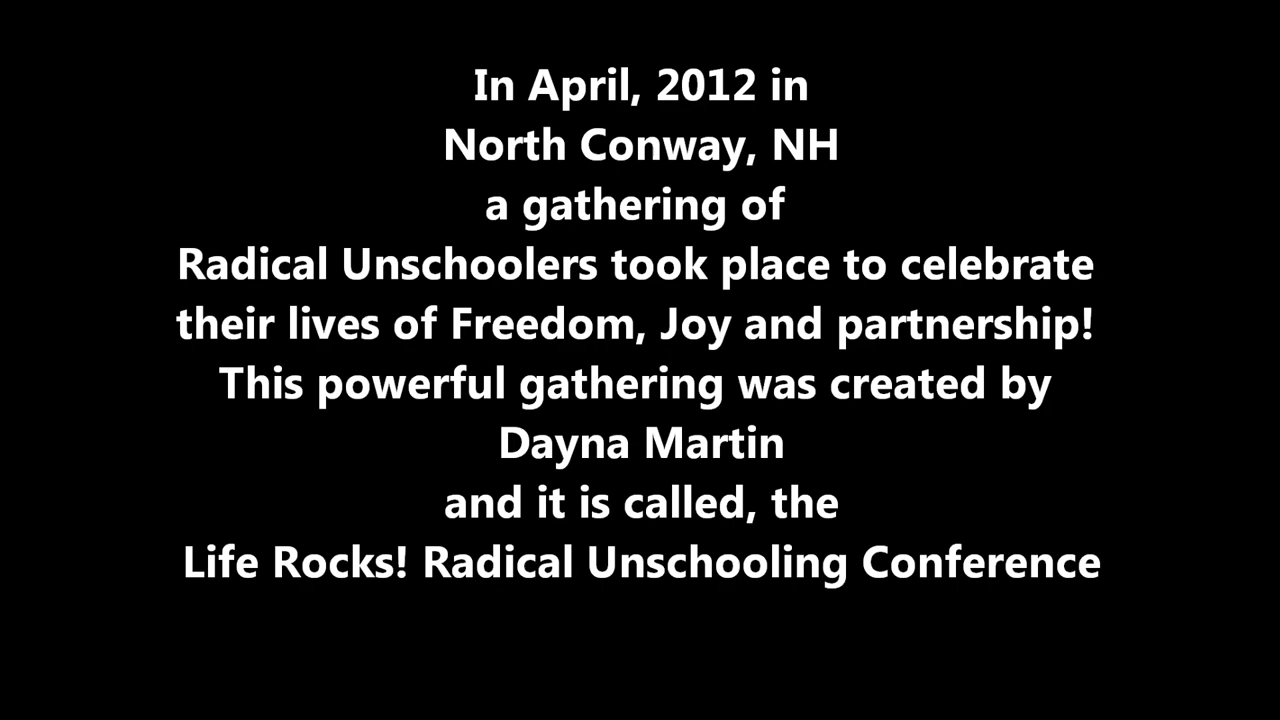 In April, 2012 in
North Conway, NH
a gathering of
Radical Unschoolers took place to celebrate
their lives of Freedom, Joy and partnership!
This powerful gathering was created by
Dayna Martin
and it is called, the
Life Rocks! Radical Unschooling Conference